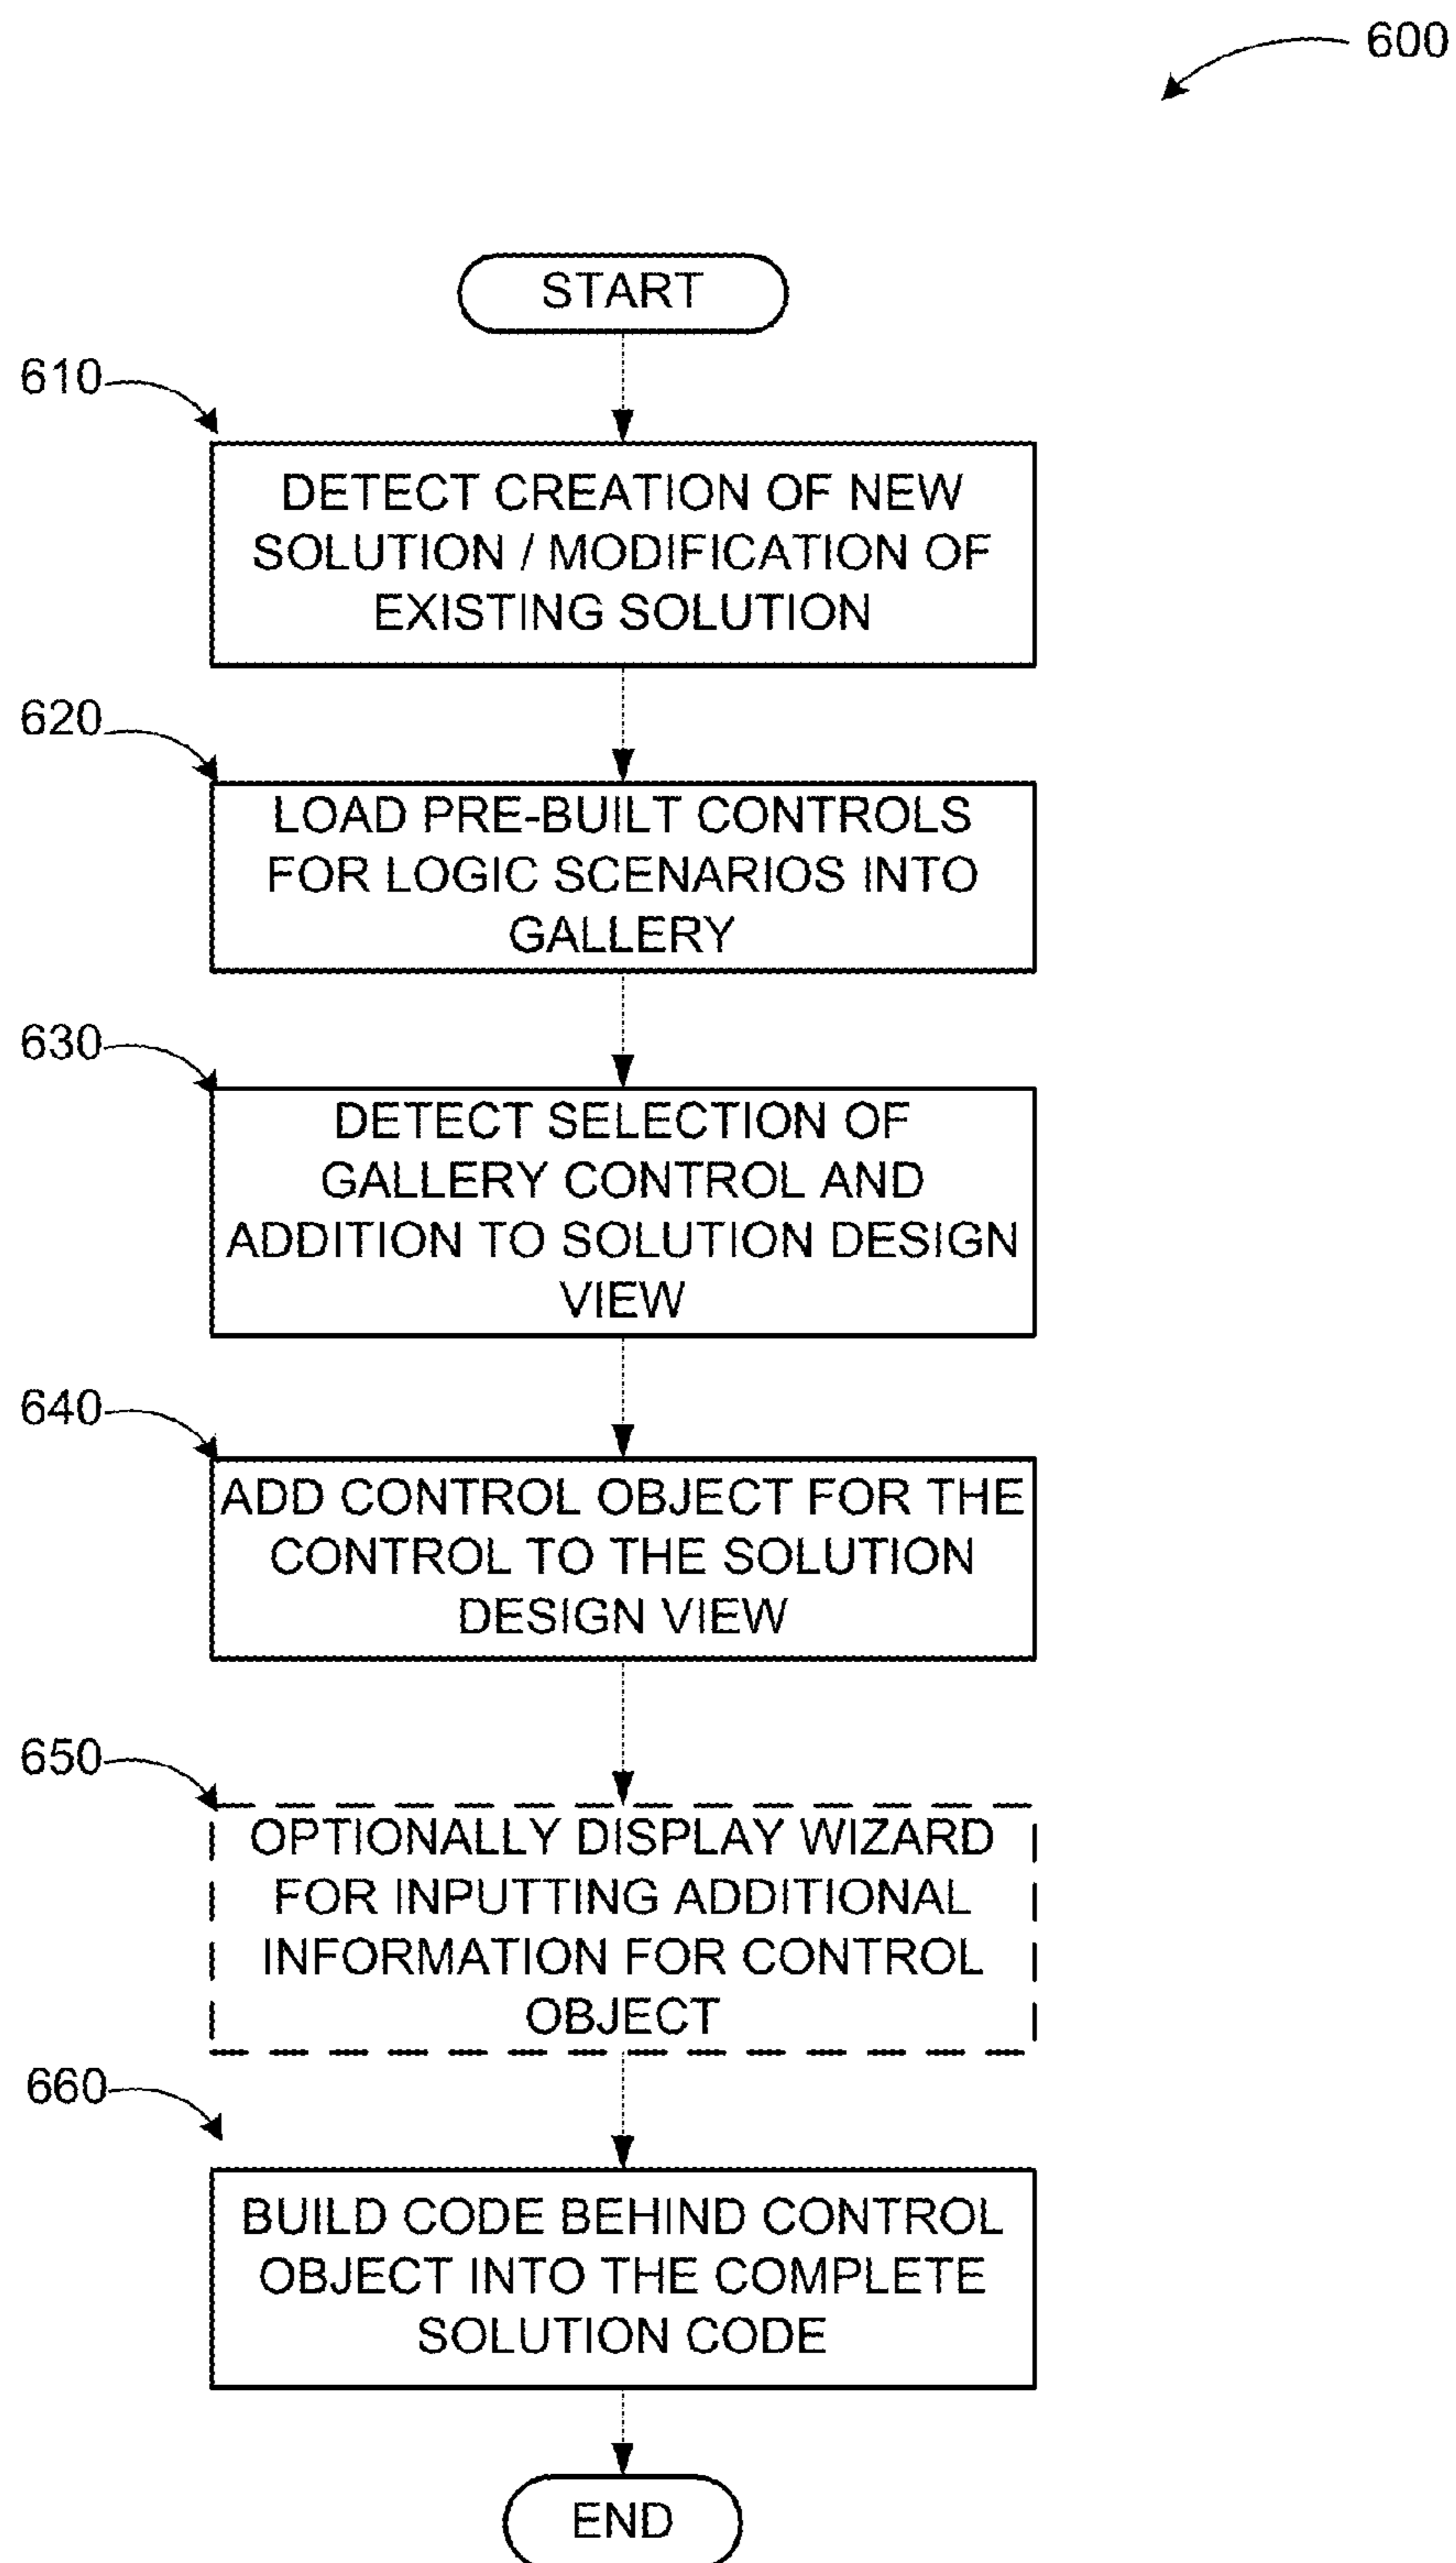 600
START
610
DETECT CREATION OF NEW
SOLUTION / MODIFICATION OF
EXISTING SOLUTION
620
LOAD PRE-BUILT CONTROLS
FOR LOGIC SCENARIOS INTO
GALLERY
630
DETECT SELECTION OF
GALLERY CONTROL AND
ADDITION TO SOLUTION DESIGN
VIEW
640
ADD CONTROL OBJECT FOR THE
CONTROL TO THE SOLUTION
DESIGN VIEW
650
OPTIONALLY DISPLAY WIZARD
FOR INPUTTING ADDITIONAL
INFORMATION FOR CONTROL
OBJECT
660
BUILD CODE BEHIND CONTROL
OBJECT INTO THE COMPLETE
SOLUTION CODE
END